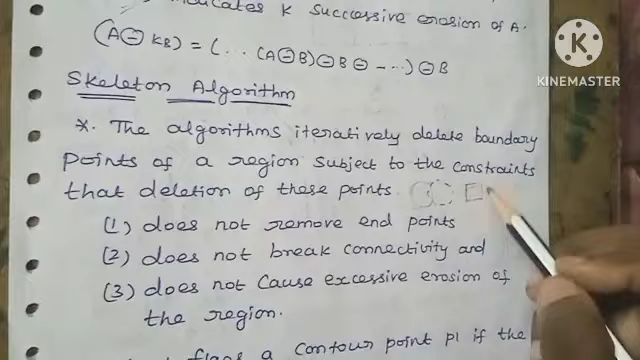 indicates K successive erosion of A.
(A⊖KB) = (.. (A⊖B)⊖B⊖ -...)⊖B
Skeleton Algorithm
*. The algorithms iteratively delete boundary
points of a region subject to the constraints
that deletion of these points
(1) does not remove end points
(2) does not break connectivity and
(3) does not cause excessive erosion of
the region.
flags a contour point p1 if the
KINEMASTER